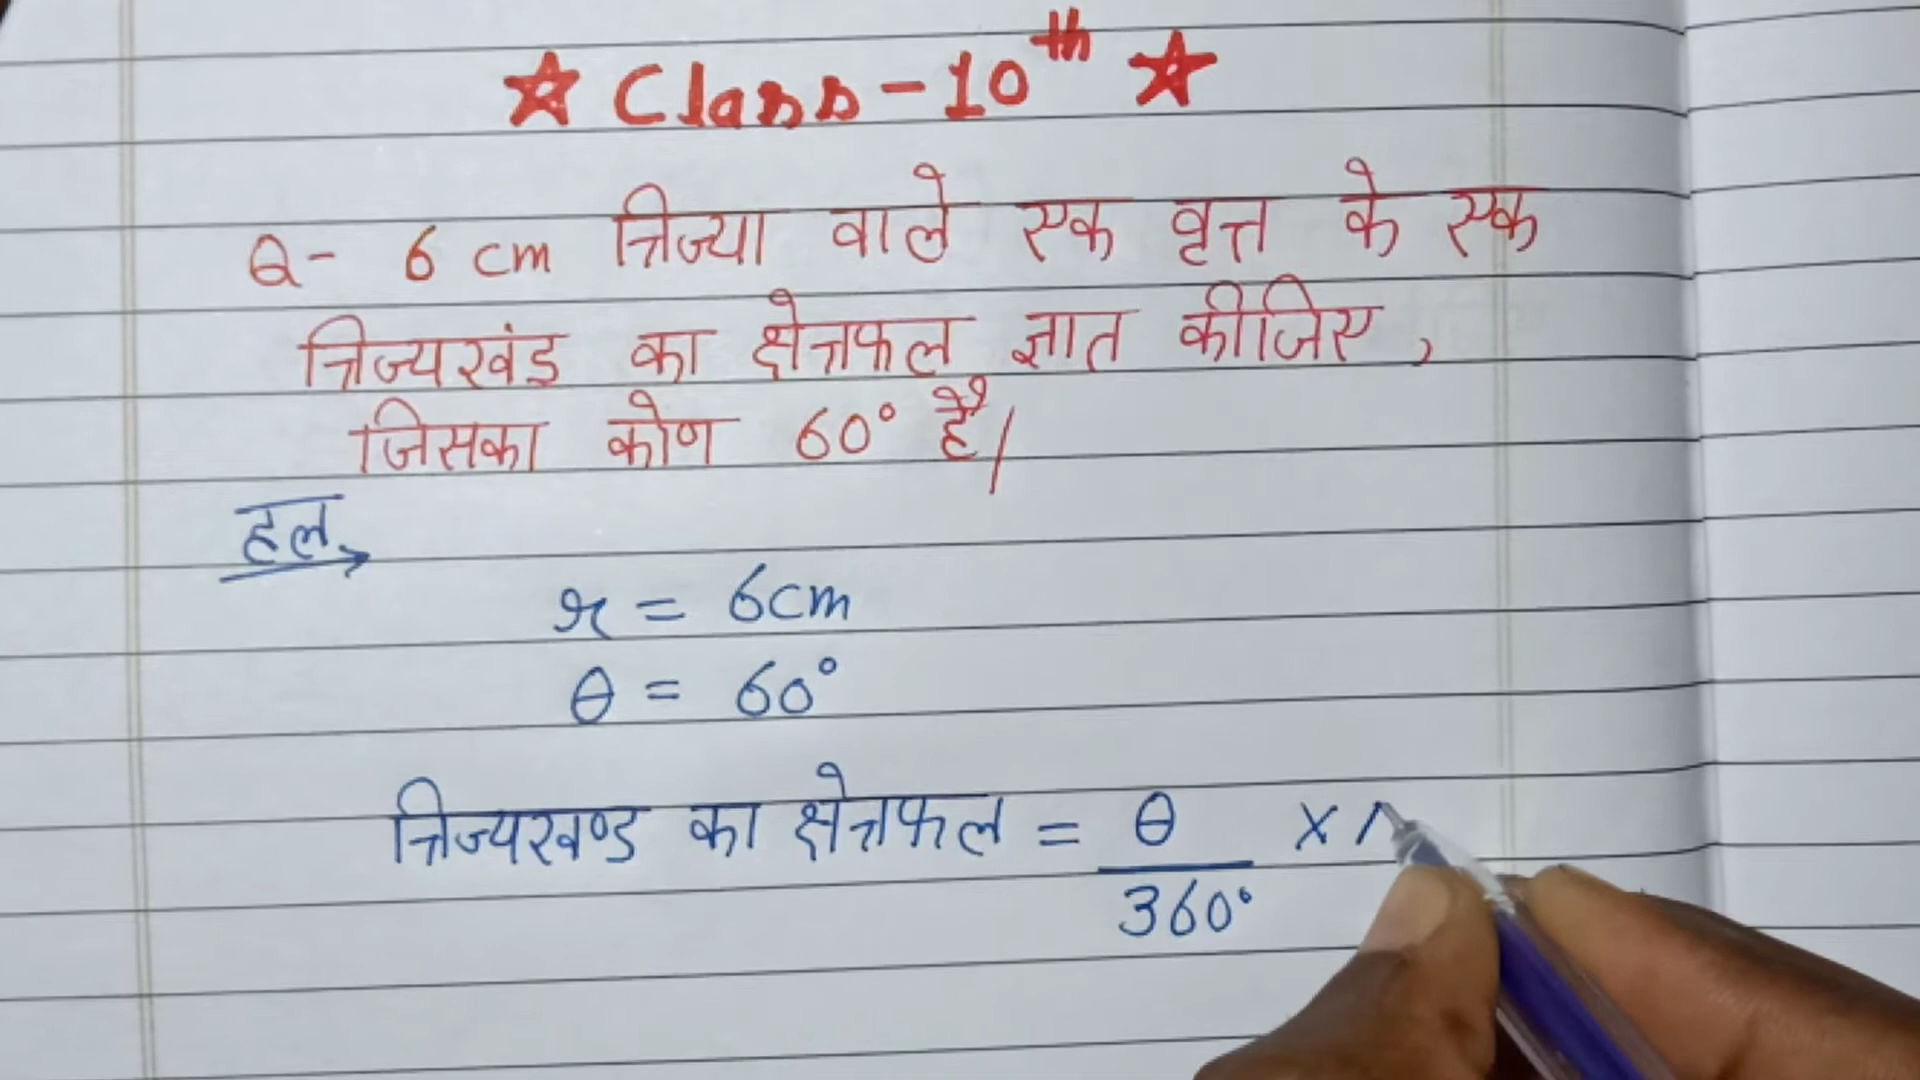 ☆ Class-10th ☆
Q- 6 cm त्रिज्या वाले एक वृत्त के एक
त्रिज्यखंड का क्षेत्रफल ज्ञात कीजिए,
जिसका कोण 60° है।
हल→
r = 6cm
θ = 60°
त्रिज्यखण्ड का क्षेत्रफल = θ/360° ×